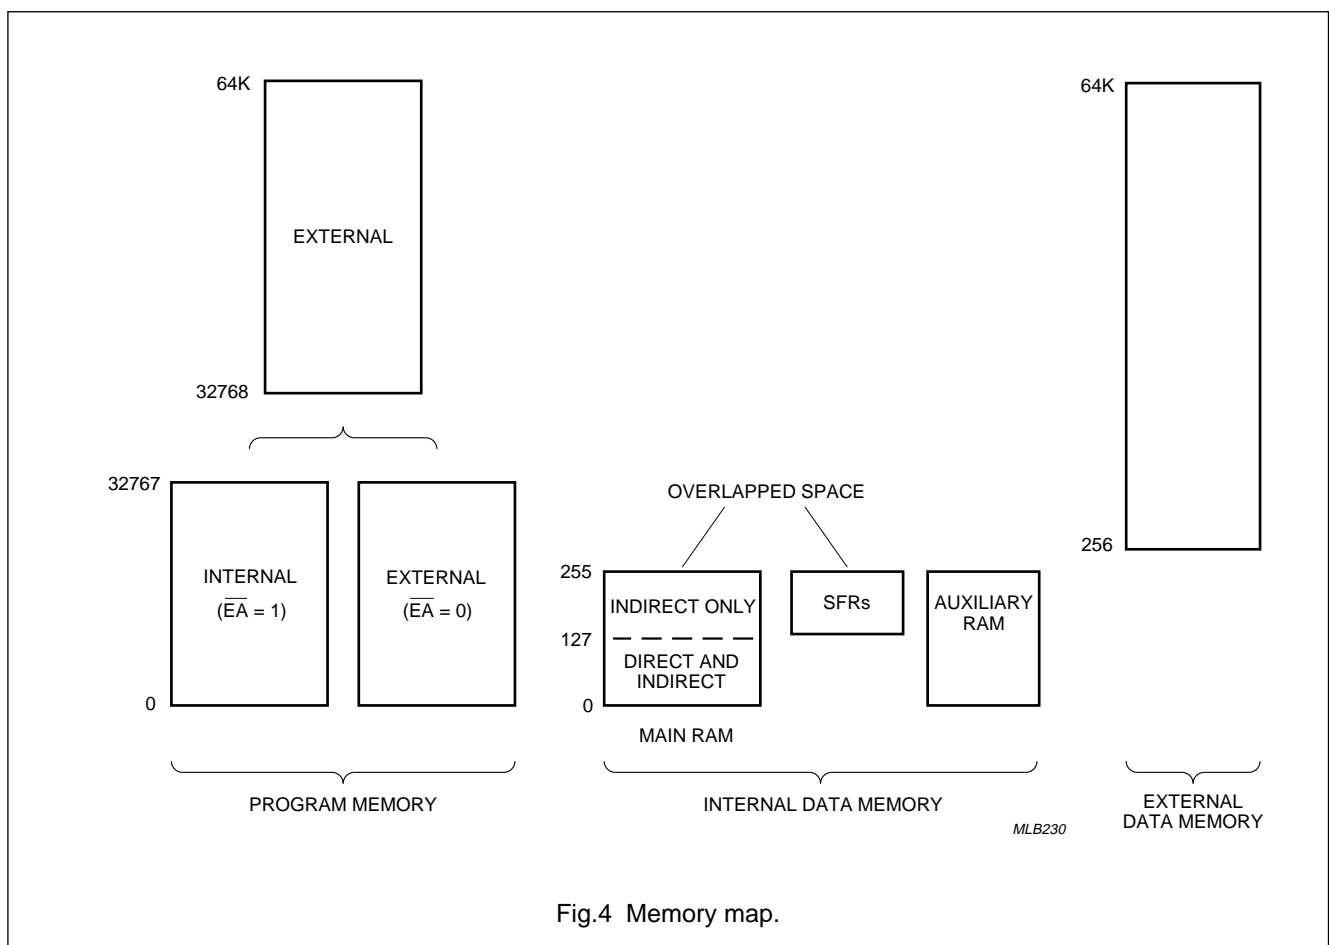 64K
EXTERNAL
32768
32767
INTERNAL
(EA = 1)
EXTERNAL
(EA = 0)
0
PROGRAM MEMORY
OVERLAPPED SPACE
255
INDIRECT ONLY
127
DIRECT AND
INDIRECT
0
MAIN RAM
SFRs
AUXILIARY
RAM
INTERNAL DATA MEMORY
64K
256
EXTERNAL
DATA MEMORY
MLB230
Fig.4 Memory map.